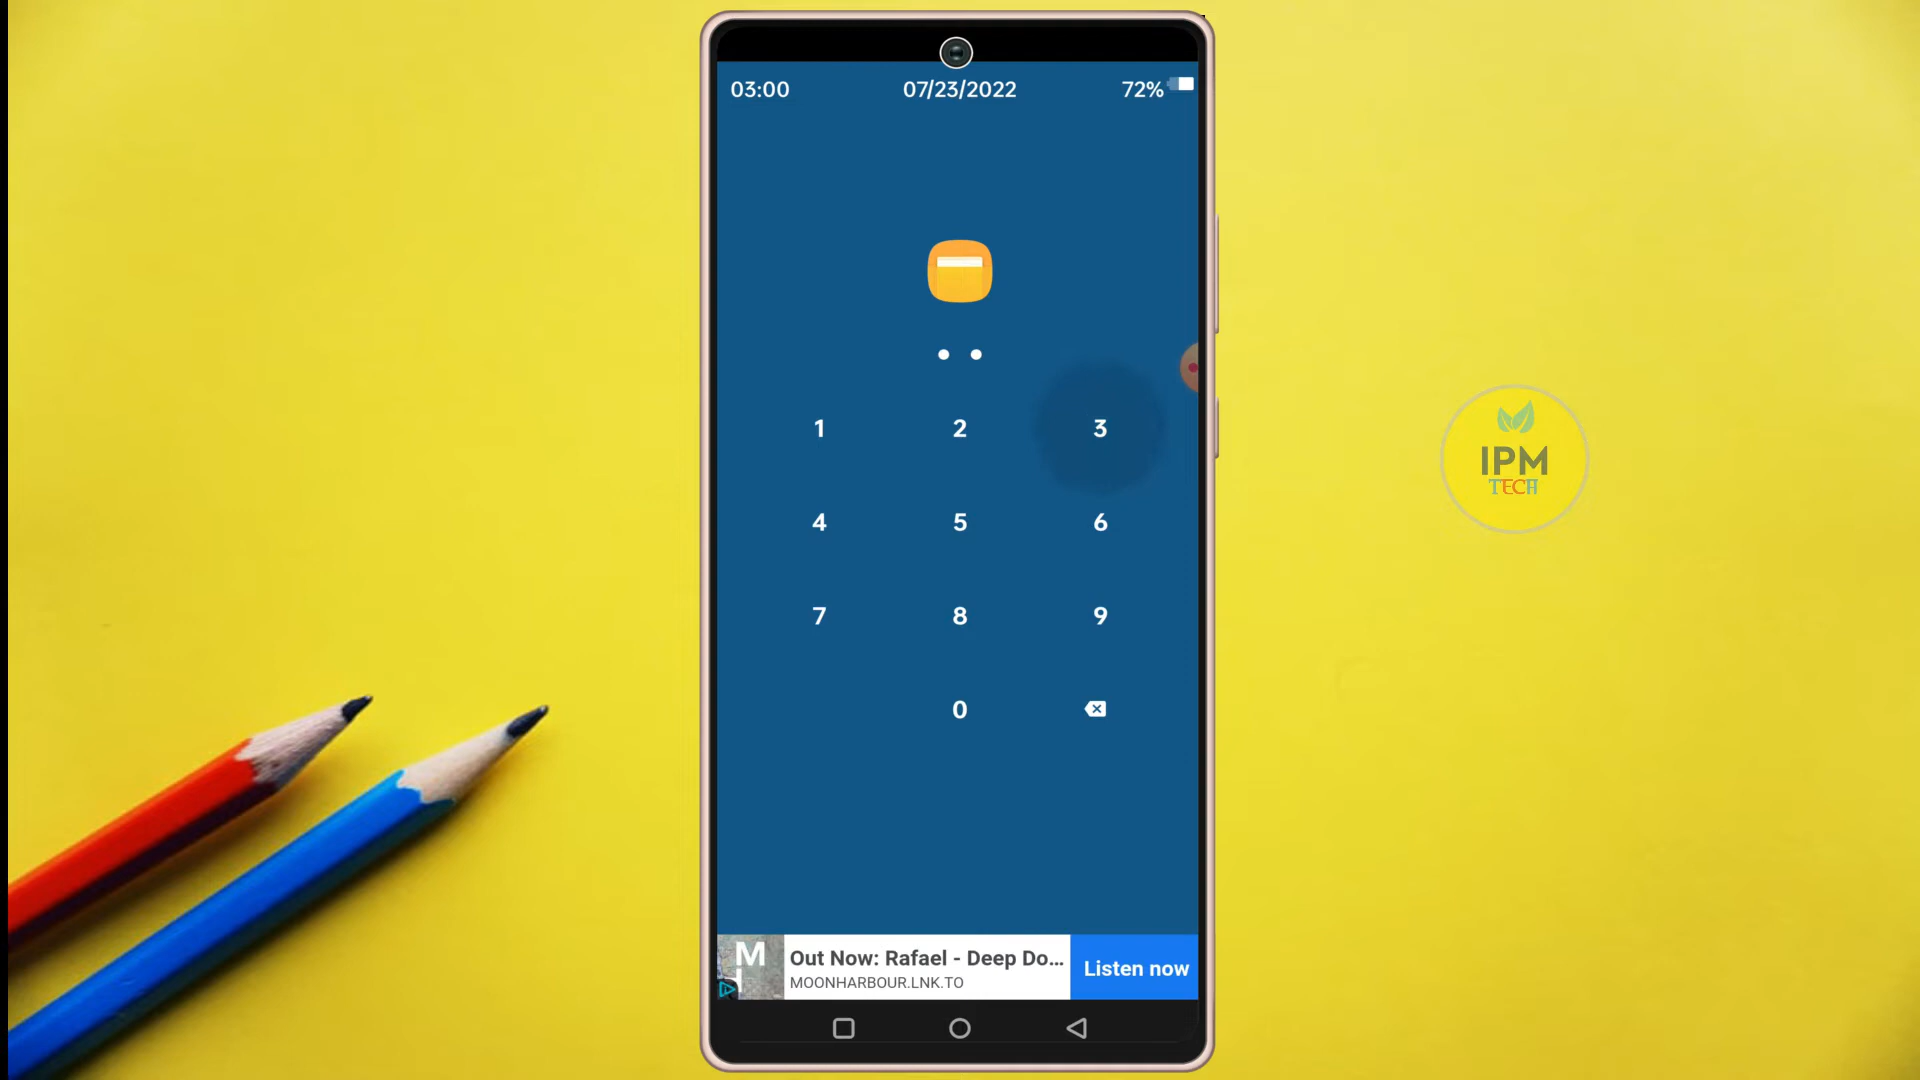 03:00 07/23/2022 72%
1 2 3
4 5 6
7 8 9
0
M
Out Now: Rafael - Deep Do...
MOONHARBOUR.LNK.TO
Listen now
IPM
TECH